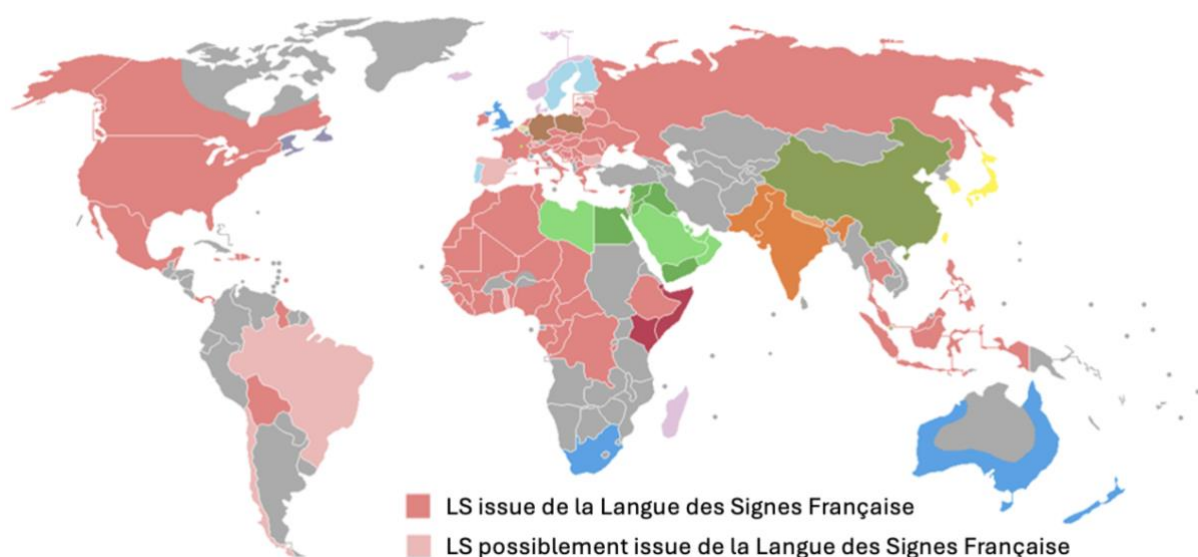 LS issue de la Langue des Signes Française
LS possiblement issue de la Langue des Signes Française